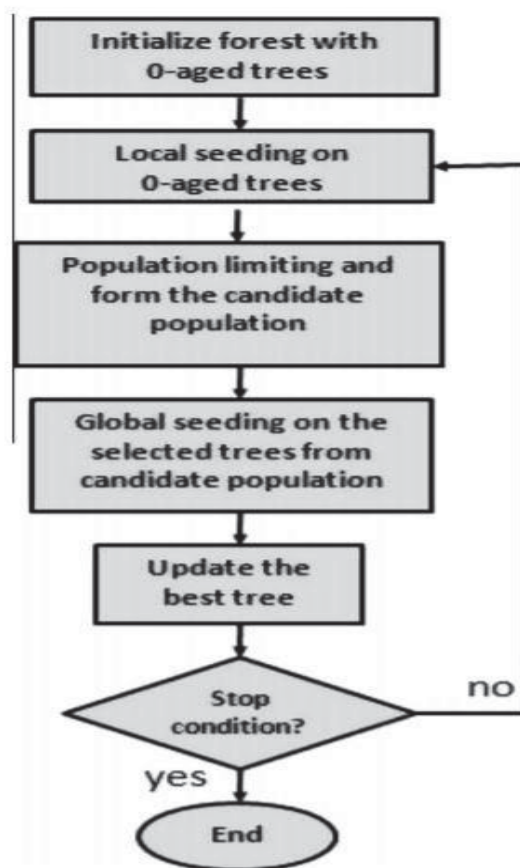 Initialize forest with
0-aged trees
Local seeding on
0-aged trees
Population limiting and
form the candidate
population
Global seeding on the
selected trees from
candidate population
Update the
best tree
Stop
condition?
no
yes
End